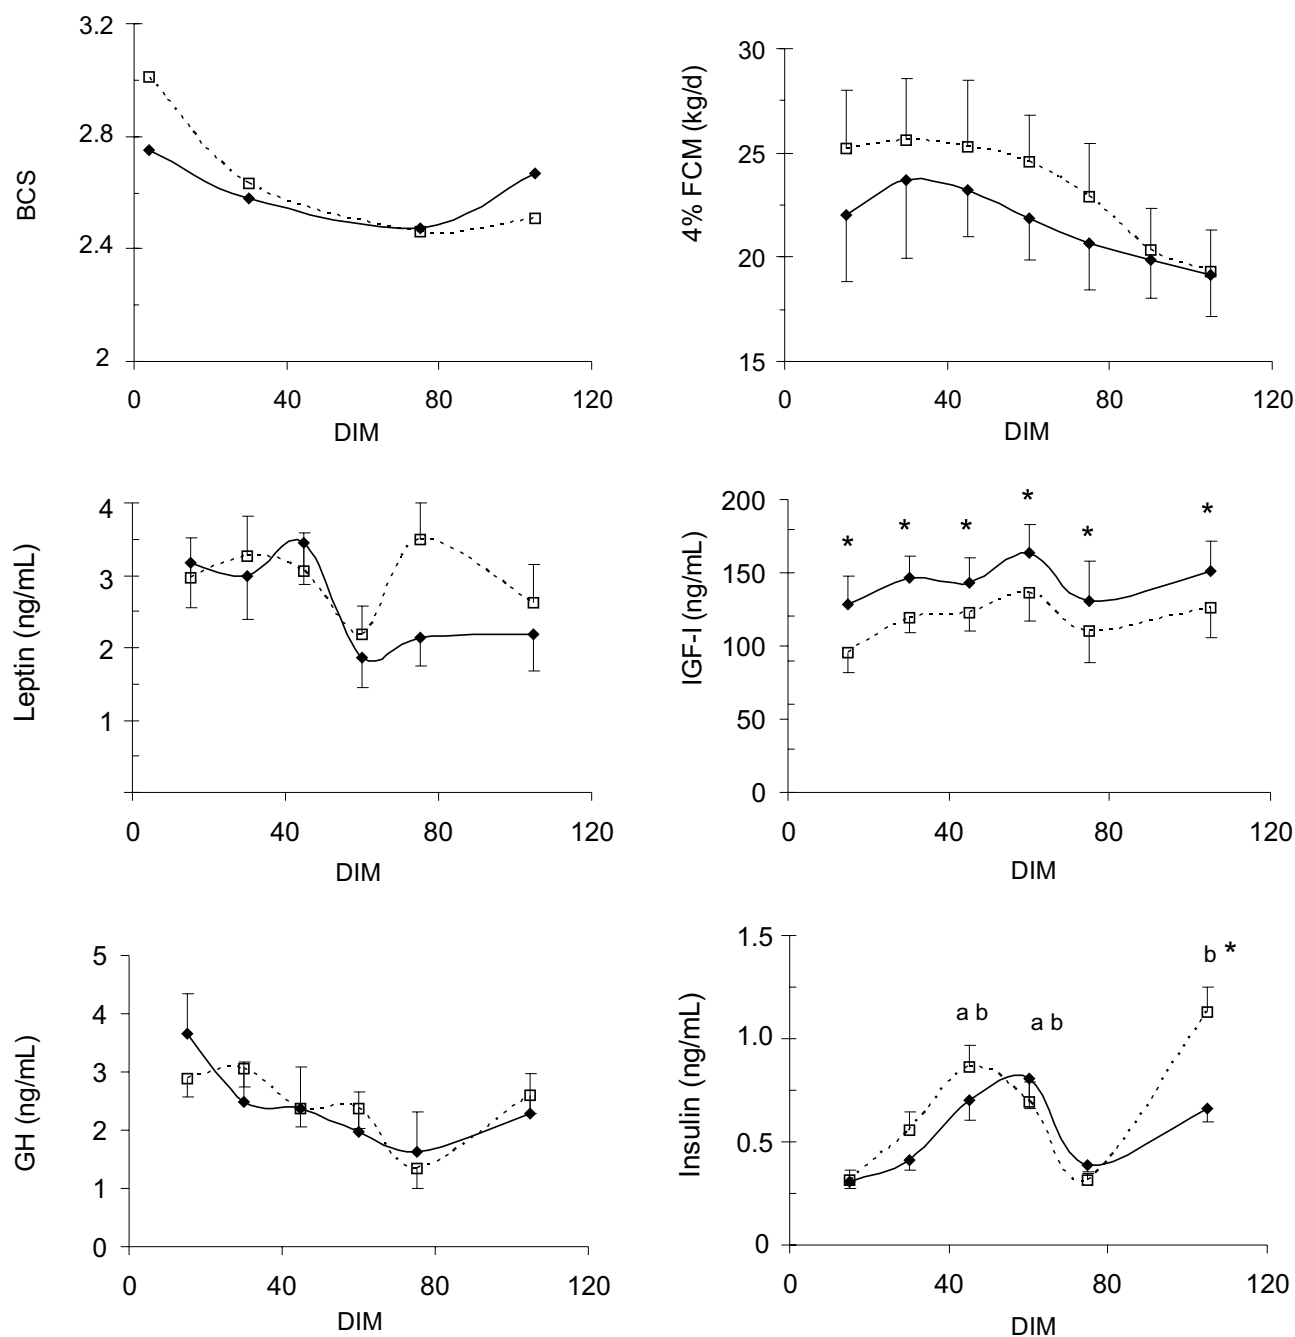 3.2
2.8
2.4
2
BCS
0 40 80 120
DIM
30
25
20
15
4% FCM (kg/d)
0 40 80 120
DIM
4
3
2
1
Leptin (ng/mL)
0 40 80 120
DIM
200
150
100
50
0
IGF-I (ng/mL)
* * * * * *
0 40 80 120
DIM
5
4
3
2
1
0
GH (ng/mL)
0 40 80 120
DIM
1.5
1.0
0.5
0
Insulin (ng/mL)
a b
a b
b *
0 40 80 120
DIM